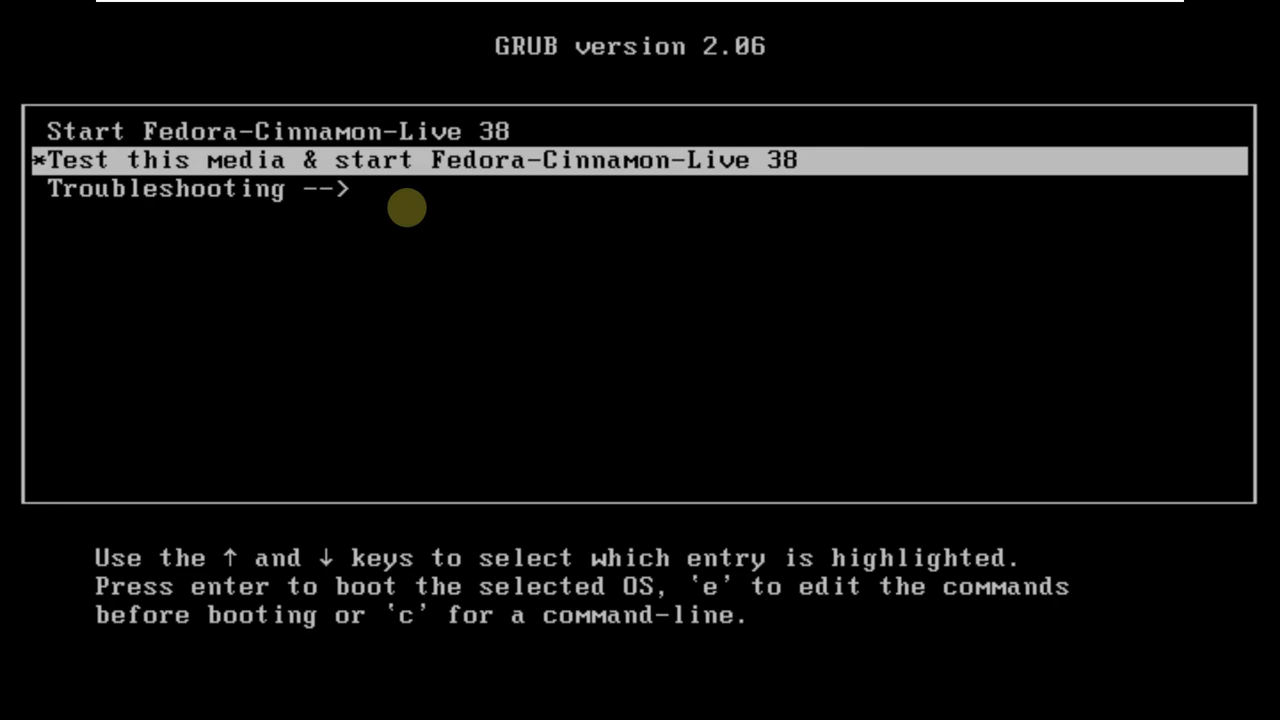 GRUB version 2.06
Start Fedora-Cinnamon-Live 38
*Test this media & start Fedora-Cinnamon-Live 38
Troubleshooting -->
Use the ↑ and ↓ keys to select which entry is highlighted.
Press enter to boot the selected OS, `e' to edit the commands
before booting or `c' for a command-line.